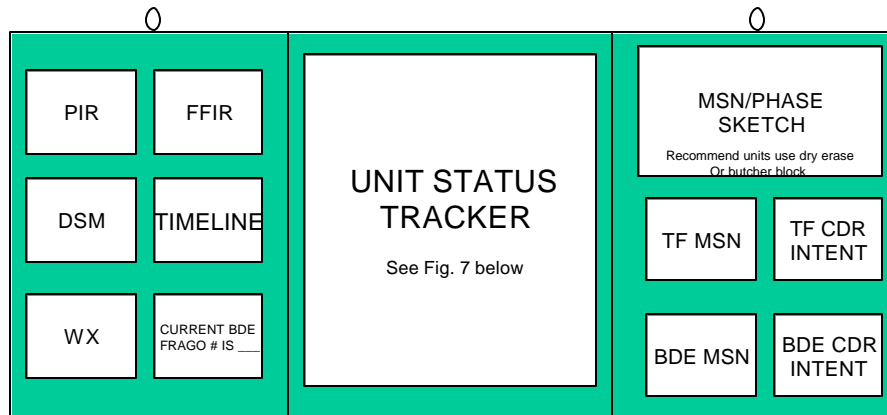 PIR
FFIR
DSM
TIMELINE
WX
CURRENT BDE
FRAGO # IS ___
UNIT STATUS
TRACKER
See Fig. 7 below
MSN/PHASE
SKETCH
Recommend units use dry erase
Or butcher block
TF MSN
TF CDR
INTENT
BDE MSN
BDE CDR
INTENT